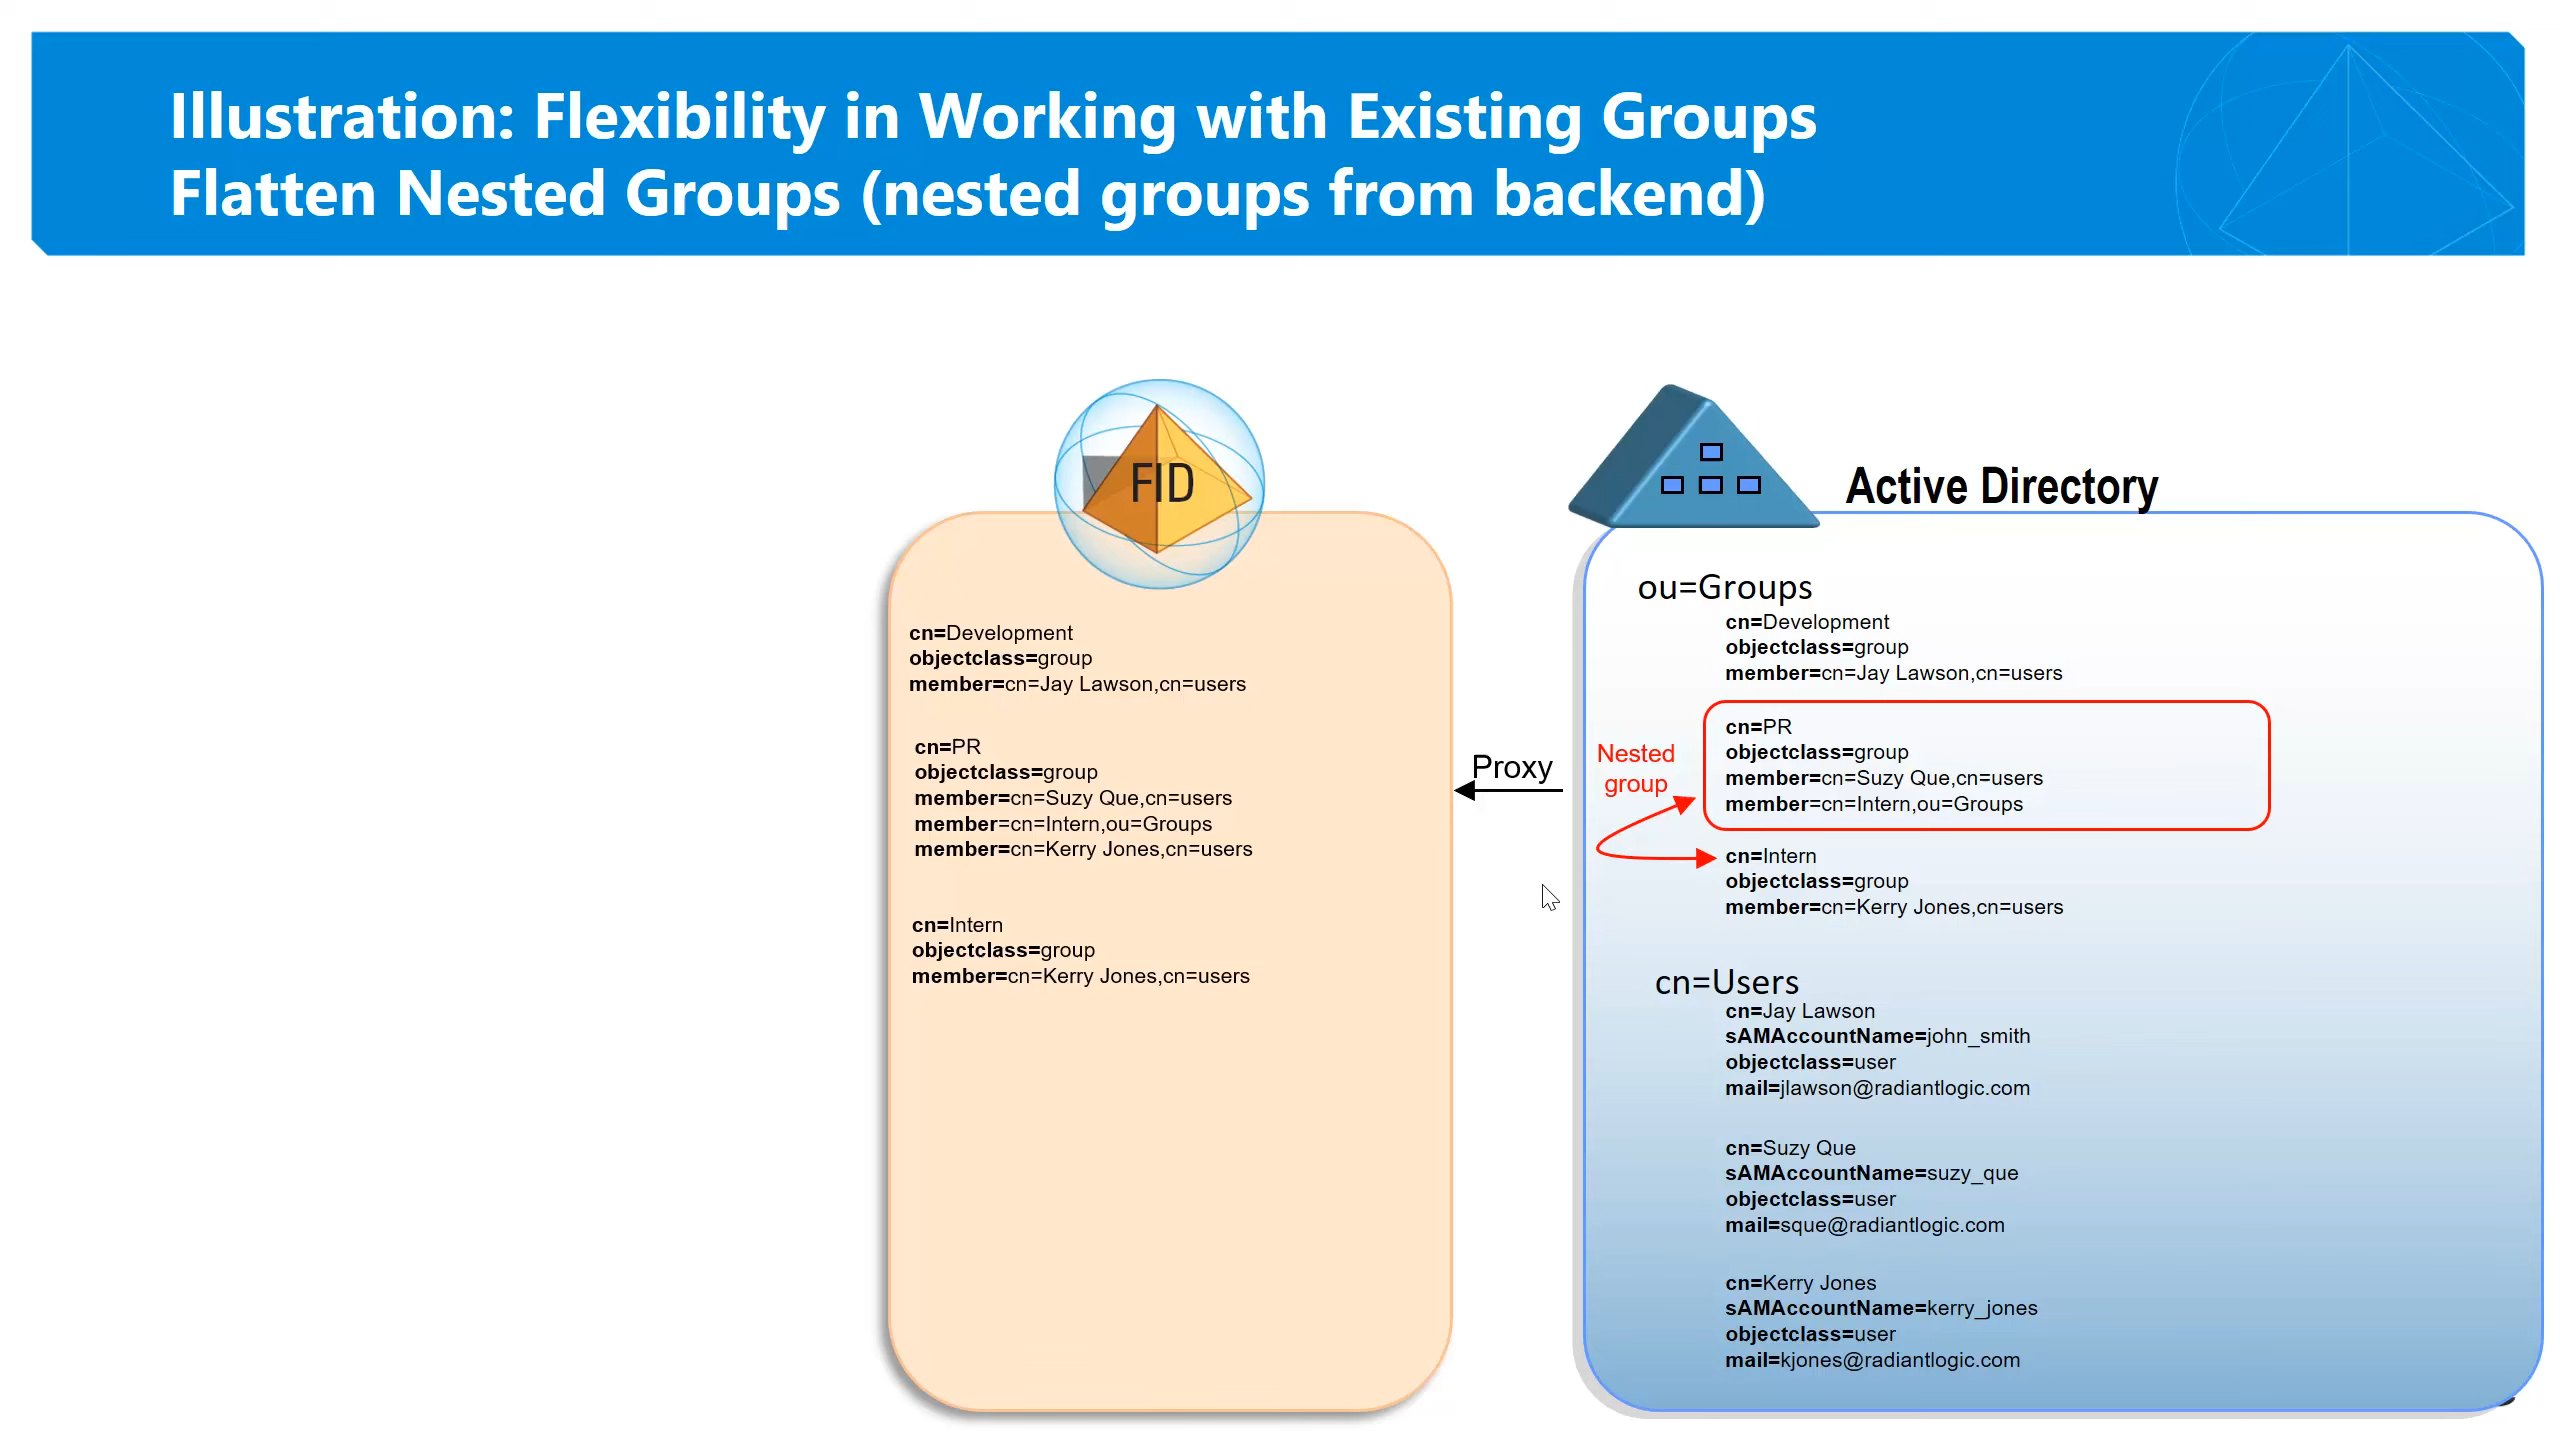 Illustration: Flexibility in Working with Existing Groups
Flatten Nested Groups (nested groups from backend)
FID
cn=Development
objectclass=group
member=cn=Jay Lawson,cn=users
cn=PR
objectclass=group
member=cn=Suzy Que,cn=users
member=cn=Intern,ou=Groups
member=cn=Kerry Jones,cn=users
cn=Intern
objectclass=group
member=cn=Kerry Jones,cn=users
Proxy
Active Directory
ou=Groups
cn=Development
objectclass=group
member=cn=Jay Lawson,cn=users
Nested
group
cn=PR
objectclass=group
member=cn=Suzy Que,cn=users
member=cn=Intern,ou=Groups
cn=Intern
objectclass=group
member=cn=Kerry Jones,cn=users
cn=Users
cn=Jay Lawson
sAMAccountName=john_smith
objectclass=user
mail=jlawson@radiantlogic.com
cn=Suzy Que
sAMAccountName=suzy_que
objectclass=user
mail=sque@radiantlogic.com
cn=Kerry Jones
sAMAccountName=kerry_jones
objectclass=user
mail=kjones@radiantlogic.com